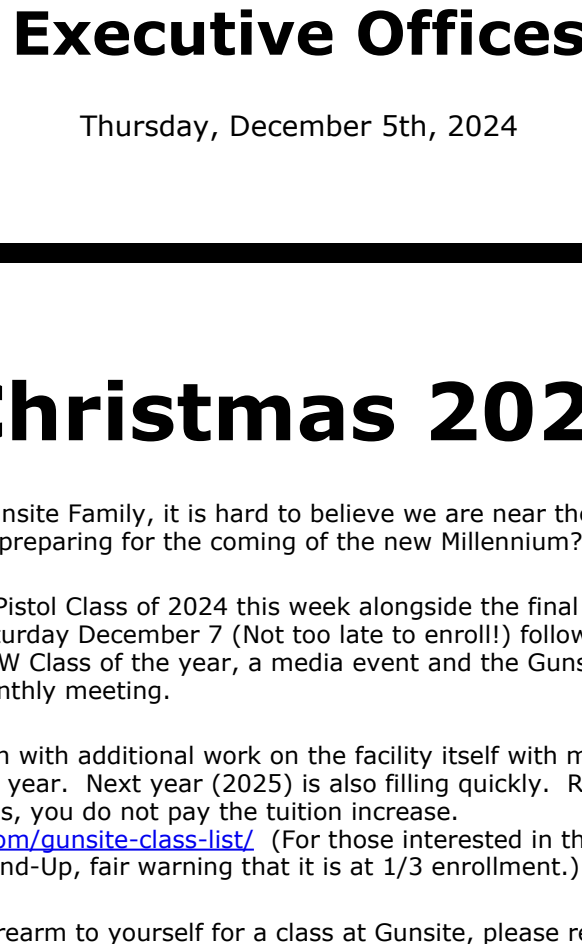 Executive Offices
Thursday, December 5th, 2024
Christmas 202
nsite Family, it is hard to believe we are near the
preparing for the coming of the new Millennium?
Pistol Class of 2024 this week alongside the final
turday December 7 (Not too late to enroll!) follow
W Class of the year, a media event and the Guns
nthly meeting.
n with additional work on the facility itself with m
year.  Next year (2025) is also filling quickly.  R
s, you do not pay the tuition increase.
om/gunsite-class-list/  (For those interested in th
nd-Up, fair warning that it is at 1/3 enrollment.)
rearm to yourself for a class at Gunsite, please re